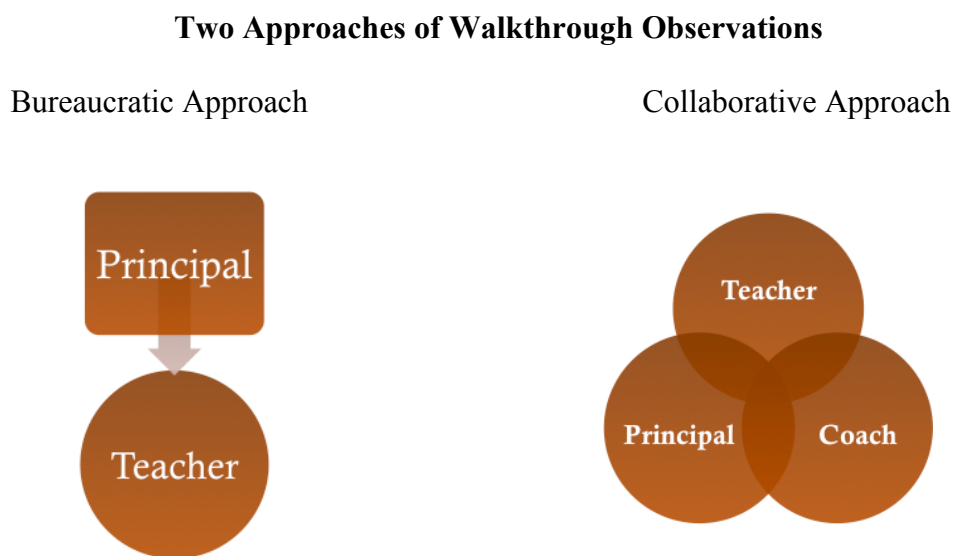 Two Approaches of Walkthrough Observations
Bureaucratic Approach
Collaborative Approach
Principal
Teacher
Teacher
Principal
Coach